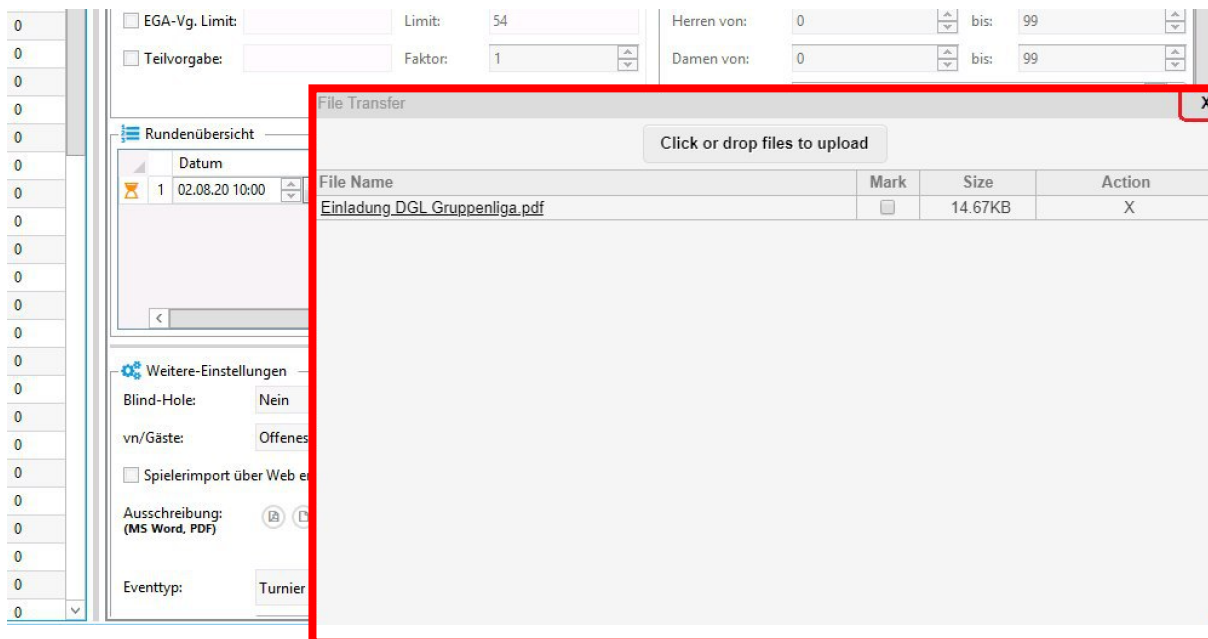 0
EGA-Vg. Limit: Limit: 54 Herren von: 0 bis: 99
0
Teilvorgabe: Faktor: 1 Damen von: 0 bis: 99
0
0
File Transfer X
0
Rundenübersicht
Click or drop files to upload
0
Datum
File Name Mark Size Action
0
1 02.08.20 10:00
Einladung DGL Gruppenliga.pdf 14.67KB X
0
0
0
0
0
0
Weitere-Einstellungen
0
Blind-Hole: Nein
0
vn/Gäste: Offenes
0
Spielerimport über Web
0
0
Ausschreibung:
(MS Word, PDF)
0
0
Eventtyp: Turnier
0
0